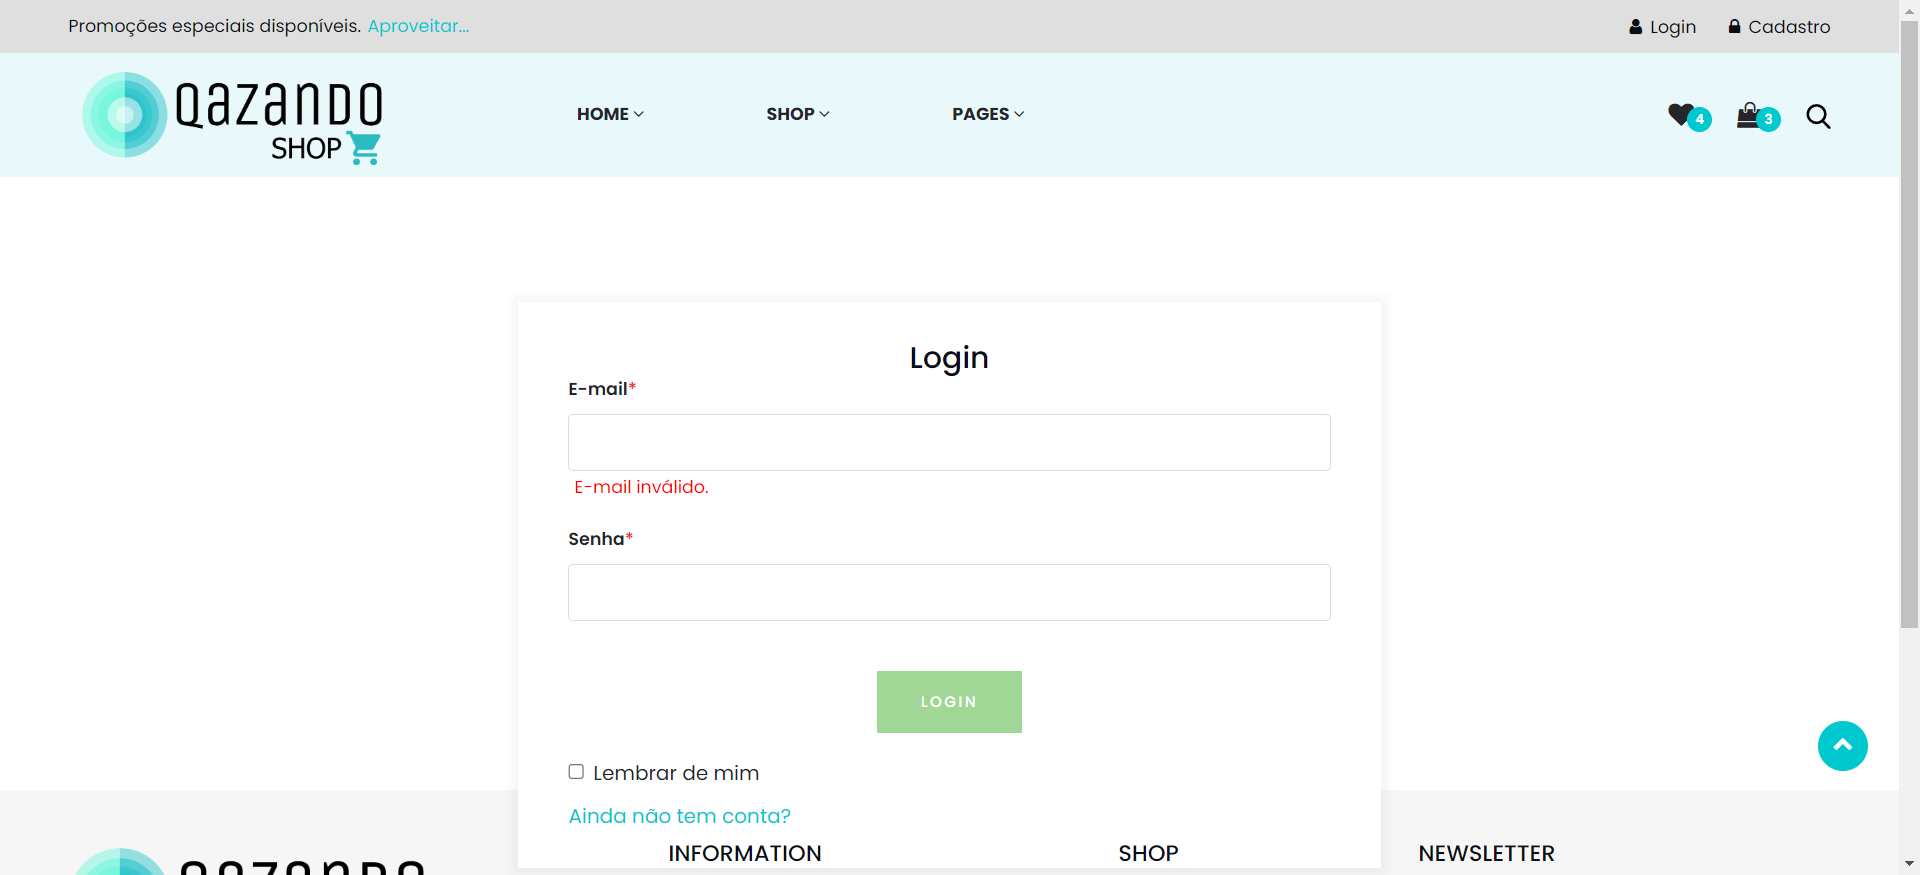 Promoções especiais disponíveis. Aproveitar...
Login
Cadastro
QAZANDO
SHOP
HOME
SHOP
PAGES
4
3
Login
E-mail*
E-mail inválido.
Senha*
LOGIN
Lembrar de mim
Ainda não tem conta?
QAZANDO
INFORMATION
SHOP
NEWSLETTER